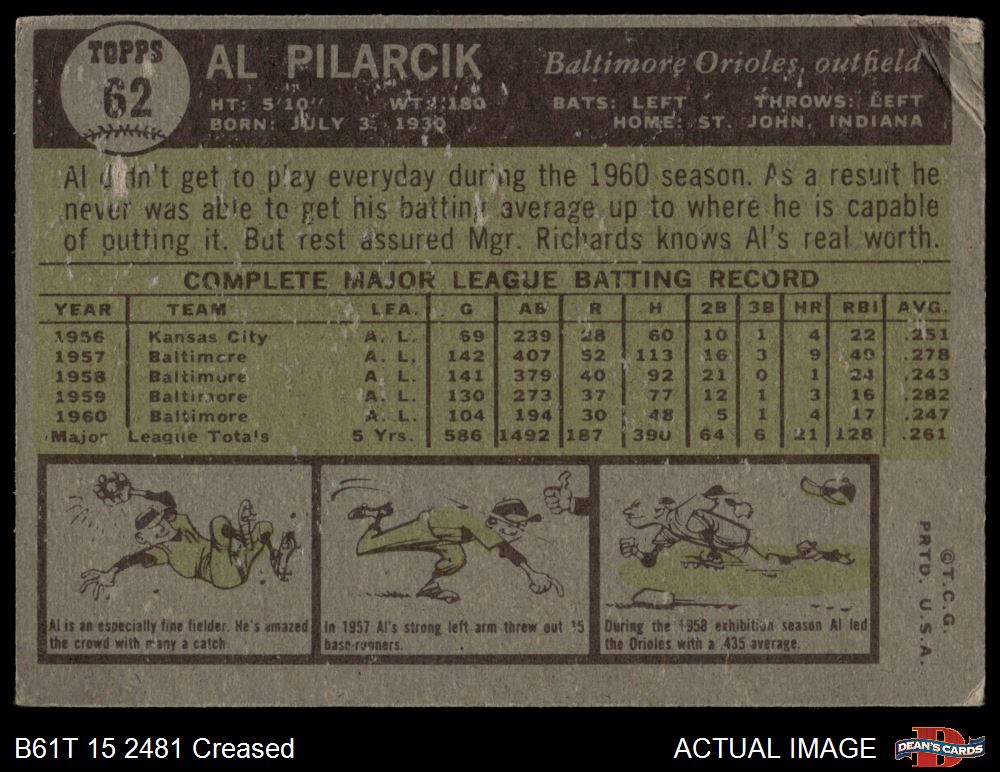 TOPPS
62
AL PILARCIK
Baltimore Orioles, outfield
HT: 5'10" WT: 180 BATS: LEFT THROWS: LEFT
BORN: JULY 3, 1930 HOME: ST. JOHN, INDIANA
Al didn't get to play everyday during the 1960 season. As a result he
never was able to get his batting average up to where he is capable
of putting it. But rest assured Mgr. Richards knows Al's real worth.
COMPLETE MAJOR LEAGUE BATTING RECORD
YEAR TEAM LEA. G AB R H 2B 3B HR RBI AVG.
1956 Kansas City A. L. 69 239 28 60 10 1 4 22 .251
1957 Baltimore A. L. 142 407 52 113 16 3 9 49 .278
1958 Baltimore A. L. 141 379 40 92 21 0 1 24 .243
1959 Baltimore A. L. 130 273 37 77 12 1 3 16 .282
1960 Baltimore A. L. 104 194 30 48 5 1 4 17 .247
Major League Totals 5 Yrs. 586 1492 187 390 64 6 21 128 .261
Al is an especially fine fielder. He's amazed
the crowd with many a catch
In 1957 Al's strong left arm threw out 15
base-runners.
During the 1958 exhibition season Al led
the Orioles with a .435 average.
©T.C.G.
PRTD. U.S.A.
B61T 15 2481 Creased
ACTUAL IMAGE
DEAN'S CARDS